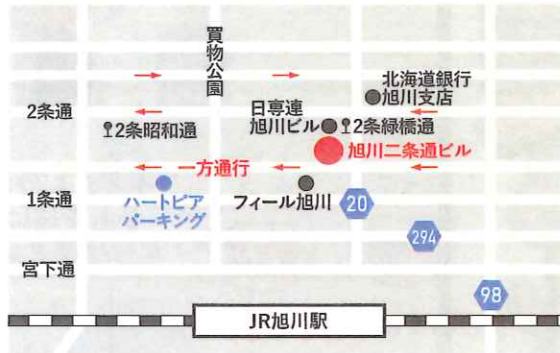 買物公園
北海道銀行
旭川支店
2条通
日専連
旭川ビル
2条昭和通
2条緑橋通
旭川二条通ビル
一方通行
1条通
ハートピア
パーキング
フィール旭川
20
294
宮下通
98
JR旭川駅